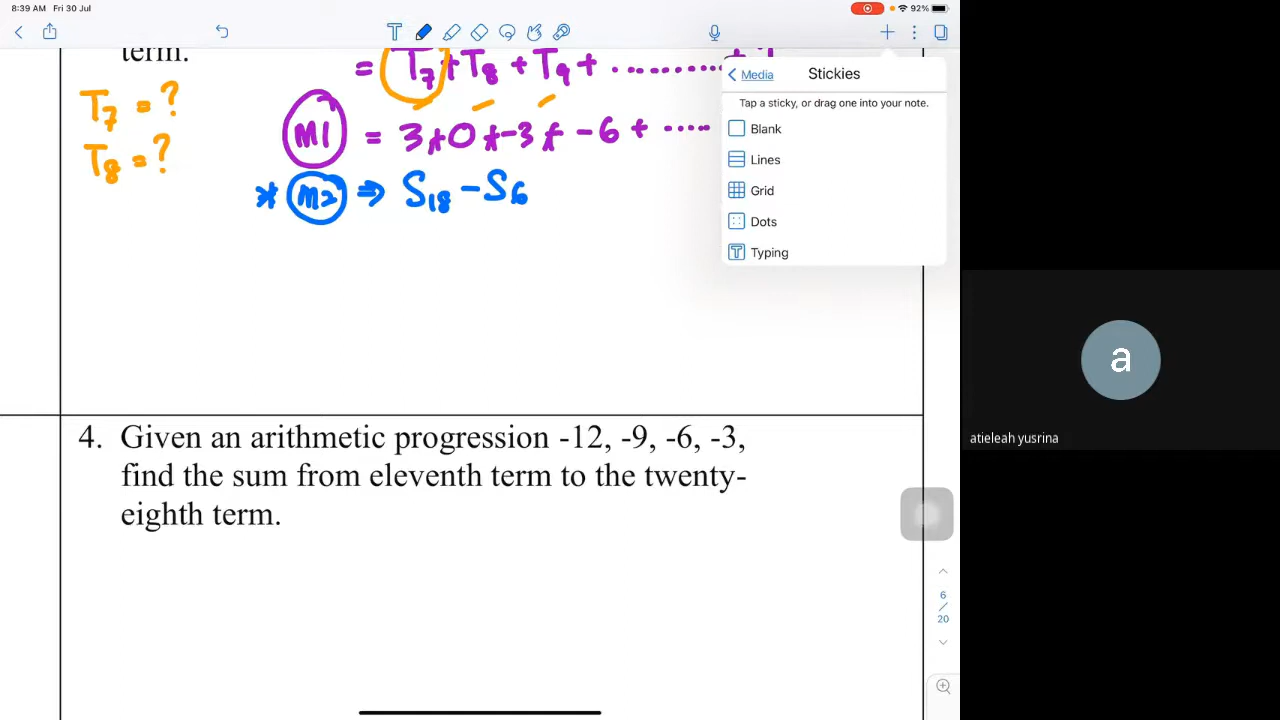 8:39 AM Fri 30 Jul
92%
term.
= T7 + T8 + T9 + ............
T7 = ?
T8 = ?
M1 = 3 + 0 + -3 + -6 + .....
* M2 ⇒ S18 - S6
Media
Stickies
Tap a sticky, or drag one into your note.
Blank
Lines
Grid
Dots
Typing
4. Given an arithmetic progression -12, -9, -6, -3,
find the sum from eleventh term to the twenty-
eighth term.
6
/
20
a
atieleah yusrina